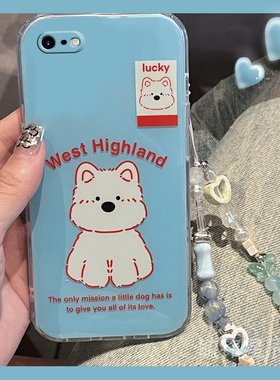 lucky
West Highland
The only mission a little dog has is
to give you all of its love.